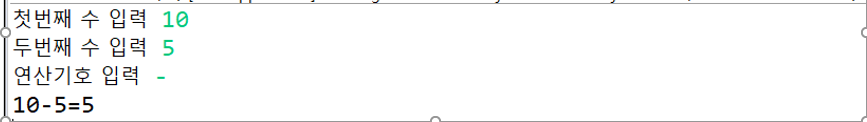 첫번째 수 입력 10
두번째 수 입력 5
연산기호 입력 -
10-5=5